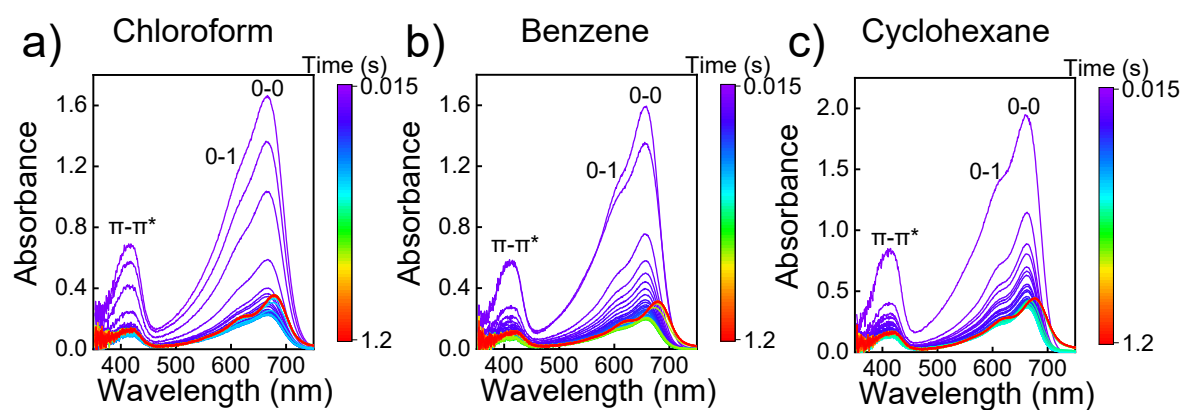 a) Chloroform
Time (s)
0.015
1.2
0-0
0-1
π-π*
Absorbance
1.6
1.2
0.8
0.4
0.0
400 500 600 700
Wavelength (nm)
b) Benzene
Time (s)
0.015
1.2
0-0
0-1
π-π*
Absorbance
1.6
1.2
0.8
0.4
0.0
400 500 600 700
Wavelength (nm)
c) Cyclohexane
Time (s)
0.015
1.2
0-0
0-1
π-π*
Absorbance
2.0
1.5
1.0
0.5
0.0
400 500 600 700
Wavelength (nm)